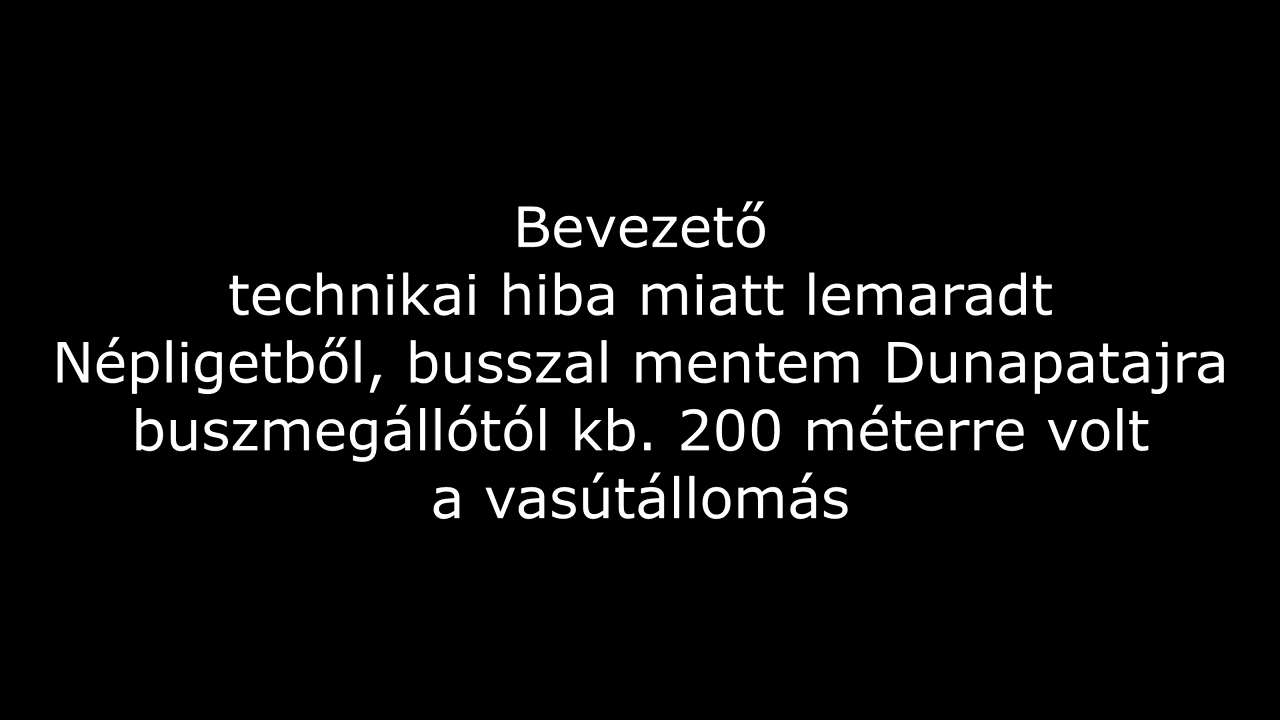 Bevezető
technikai hiba miatt lemaradt
Népligetből, busszal mentem Dunapatajra
buszmegállótól kb. 200 méterre volt
a vasútállomás